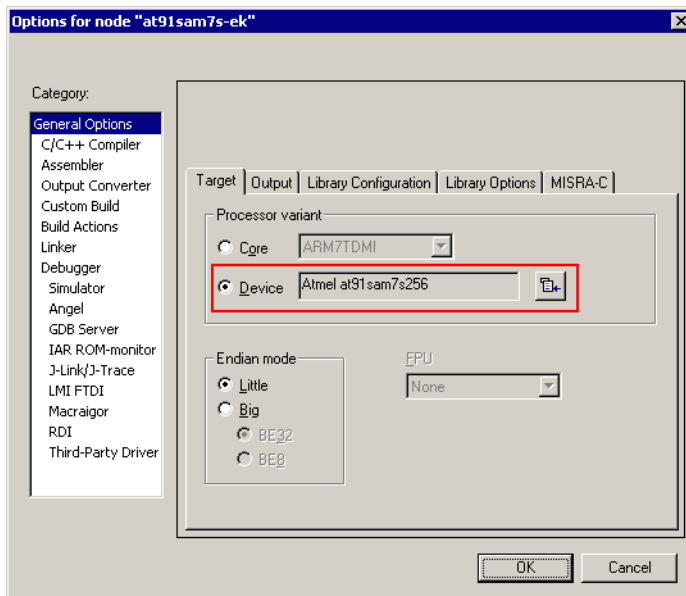 Options for node "at91sam7s-ek"
Category:
General Options
C/C++ Compiler
Assembler
Output Converter
Custom Build
Build Actions
Linker
Debugger
Simulator
Angel
GDB Server
IAR ROM-monitor
J-Link/J-Trace
LMI FTDI
Macraigor
RDI
Third-Party Driver
Target Output Library Configuration Library Options MISRA-C
Processor variant
Core ARM7TDMI
Device Atmel at91sam7s256
Endian mode
Little
Big
BE32
BE8
FPU
None
OK Cancel